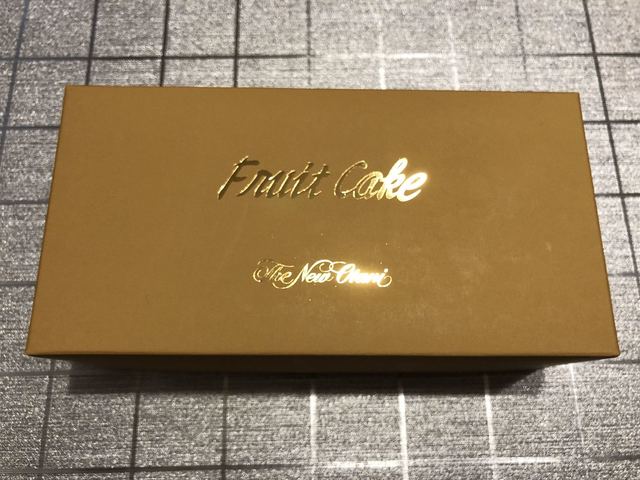 Fruit Cake
The New Otani